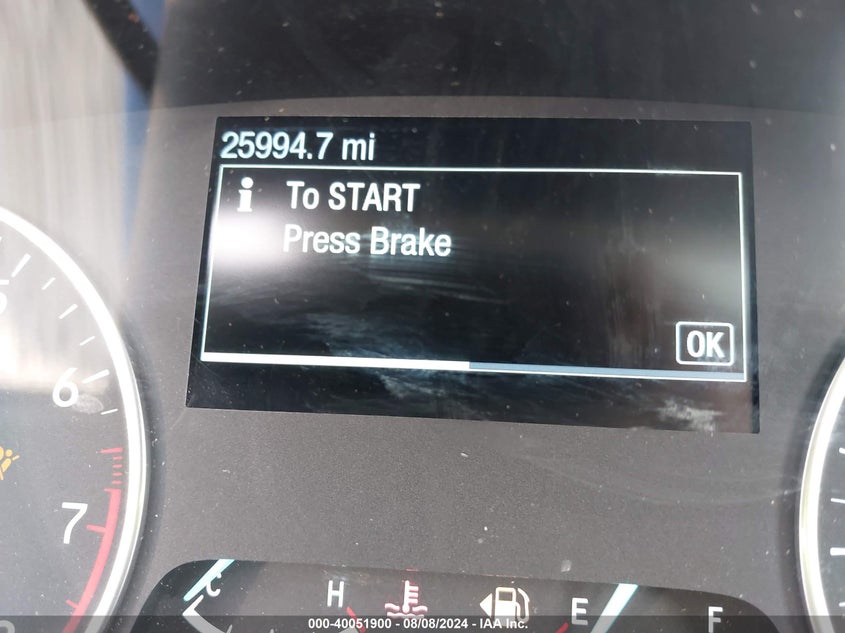 25994.7 mi
i To START
Press Brake
OK
6
7
C
H
E
F
000-40051900 - 08/08/2024 - IAA Inc.